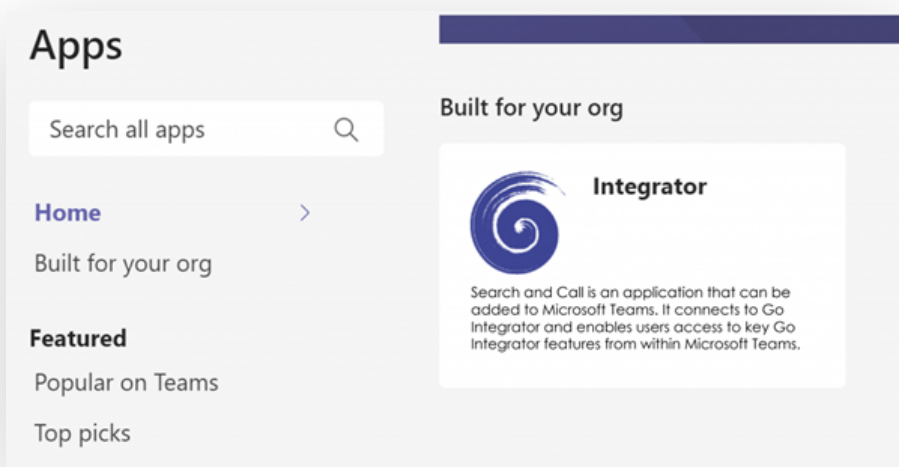 Apps
Search all apps
Home
Built for your org
Featured
Popular on Teams
Top picks
Built for your org
Integrator
Search and Call is an application that can be
added to Microsoft Teams. It connects to Go
Integrator and enables users access to key Go
Integrator features from within Microsoft Teams.